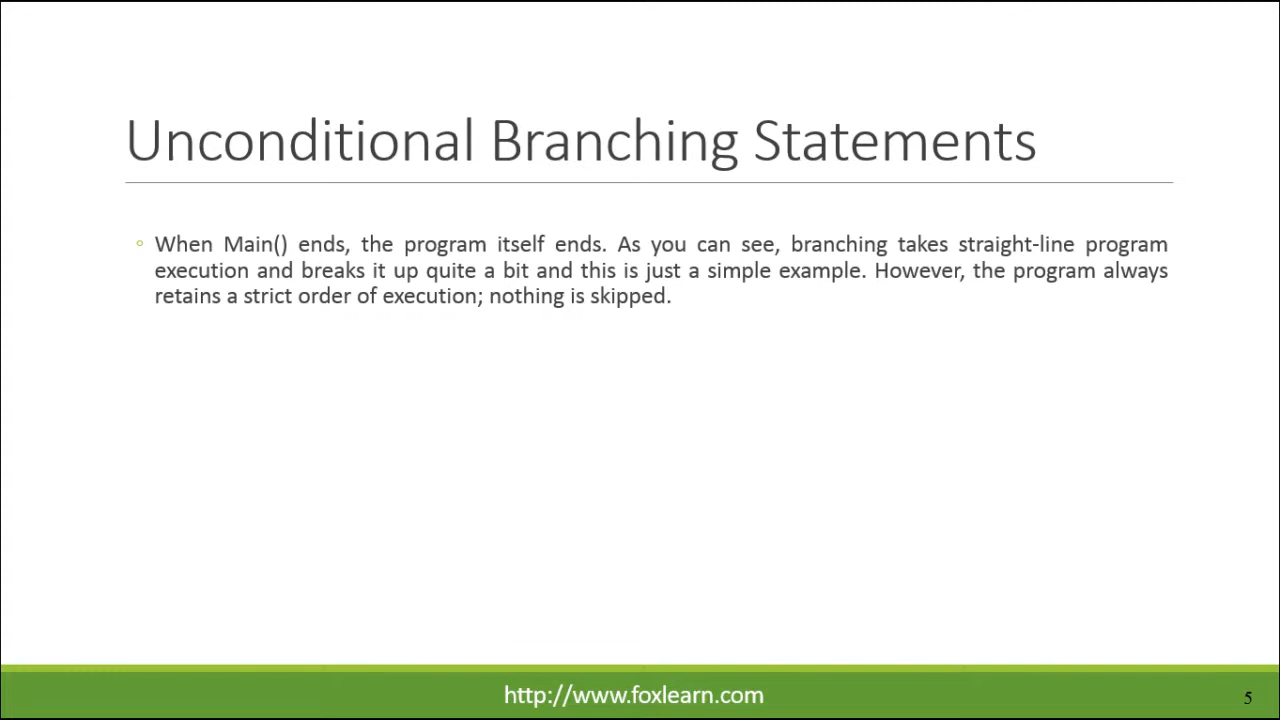 Unconditional Branching Statements
◦ When Main() ends, the program itself ends. As you can see, branching takes straight-line program
execution and breaks it up quite a bit and this is just a simple example. However, the program always
retains a strict order of execution; nothing is skipped.
http://www.foxlearn.com
5